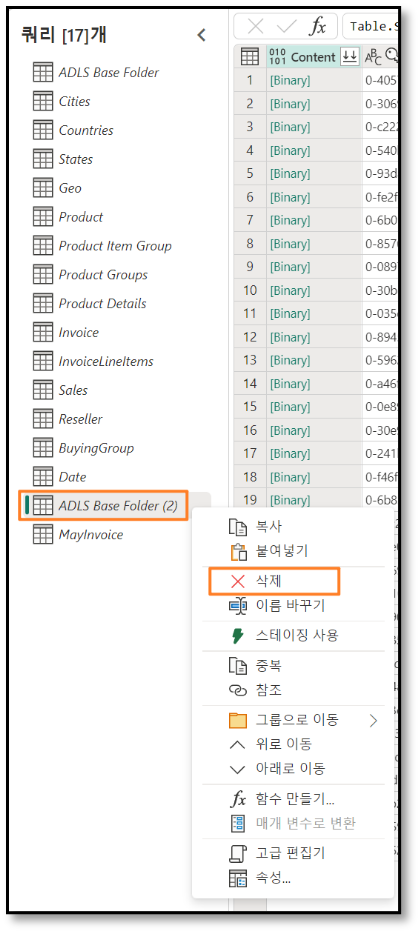 쿼리 [17]개
ADLS Base Folder
Cities
Countries
States
Geo
Product
Product Item Group
Product Groups
Product Details
Invoice
InvoiceLineItems
Sales
Reseller
BuyingGroup
Date
ADLS Base Folder (2)
MayInvoice
fx Table.S
010 101 Content ABC
1 [Binary] 0-405
2 [Binary] 0-306
3 [Binary] 0-c222
4 [Binary] 0-540
5 [Binary] 0-93d
6 [Binary] 0-fe2f
7 [Binary] 0-6b0
8 [Binary] 0-857
9 [Binary] 0-089
10 [Binary] 0-30b
11 [Binary] 0-035
12 [Binary] 0-894
13 [Binary] 0-596
14 [Binary] 0-a46
15 [Binary] 0-0e8
16 [Binary] 0-30e
17 [Binary] 0-241
18 [Binary] 0-f46f
19 [Binary] 0-6b8
복사
붙여넣기
삭제
이름 바꾸기
스테이징 사용
중복
참조
그룹으로 이동
위로 이동
아래로 이동
fx 함수 만들기...
매개 변수로 변환
고급 편집기
속성...